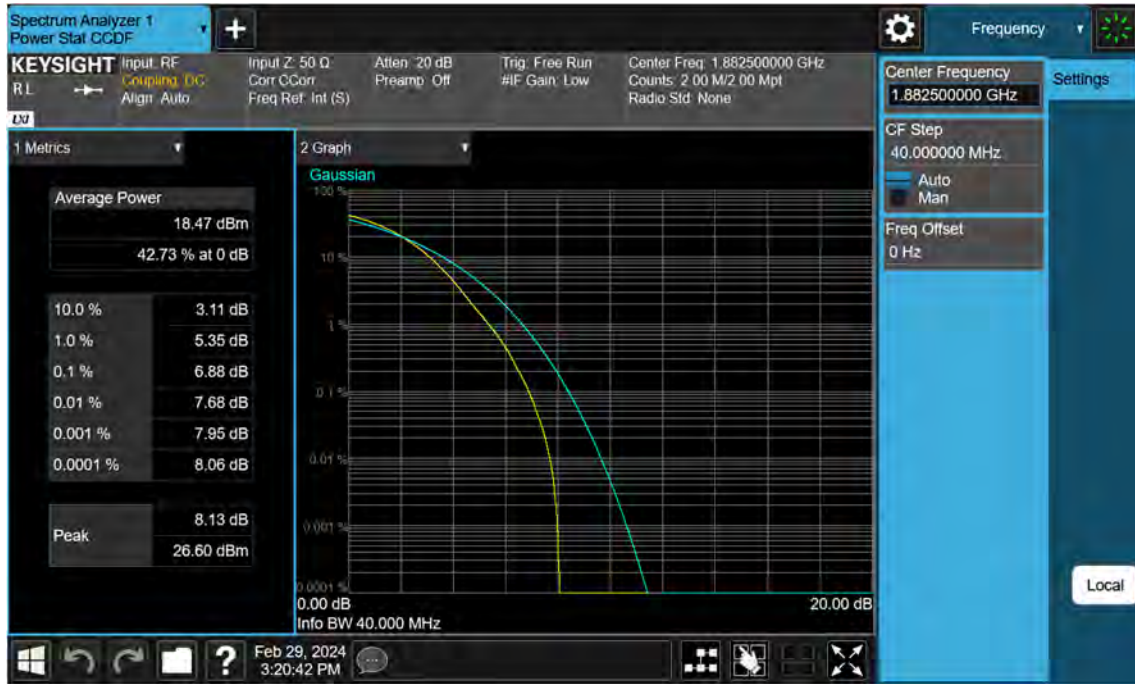 Spectrum Analyzer 1
Power Stat CCDF
Frequency
KEYSIGHT
RL
LXI
Input: RF
Coupling: DC
Align: Auto
Input Z: 50 Ω
Corr CCorr
Freq Ref: Int (S)
Atten: 20 dB
Preamp: Off
Trig: Free Run
#IF Gain: Low
Center Freq: 1.882500000 GHz
Counts: 2.00 M/2.00 Mpt
Radio Std: None
Center Frequency
1.882500000 GHz
Settings
CF Step
40.000000 MHz
Auto
Man
Freq Offset
0 Hz
Local
1 Metrics
Average Power
18.47 dBm
42.73 % at 0 dB
10.0 % 3.11 dB
1.0 % 5.35 dB
0.1 % 6.88 dB
0.01 % 7.68 dB
0.001 % 7.95 dB
0.0001 % 8.06 dB
Peak
8.13 dB
26.60 dBm
2 Graph
Gaussian
100 %
10 %
1 %
0.1 %
0.01 %
0.001 %
0.0001 %
0.00 dB 20.00 dB
Info BW 40.000 MHz
? Feb 29, 2024
3:20:42 PM